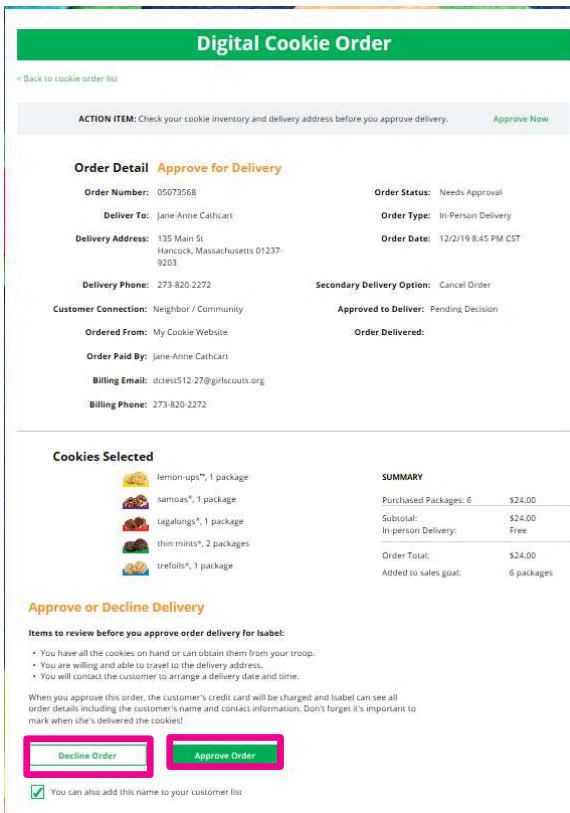 Digital Cookie Order
< Back to cookie order list
ACTION ITEM: Check your cookie inventory and delivery address before you approve delivery. Approve Now
Order Detail Approve for Delivery
Order Number: 05073568
Order Status: Needs Approval
Deliver To: Jane-Anne Cathcart
Order Type: In-Person Delivery
Delivery Address: 135 Main St
Hancock, Massachusetts 01237-
9203
Order Date: 12/2/19 8:45 PM CST
Delivery Phone: 273-820-2272
Secondary Delivery Option: Cancel Order
Customer Connection: Neighbor / Community
Approved to Deliver: Pending Decision
Ordered From: My Cookie Website
Order Delivered:
Order Paid By: Jane-Anne Cathcart
Billing Email: dctest512-27@girlscouts.org
Billing Phone: 273-820-2272
Cookies Selected
lemon-ups™, 1 package
samoas®, 1 package
tagalongs®, 1 package
thin mints®, 2 packages
trefoils®, 1 package
SUMMARY
Purchased Packages: 6 $24.00
Subtotal: $24.00
In-person Delivery: Free
Order Total: $24.00
Added to sales goal: 6 packages
Approve or Decline Delivery
Items to review before you approve order delivery for Isabel:
• You have all the cookies on hand or can obtain them from your troop.
• You are willing and able to travel to the delivery address.
• You will contact the customer to arrange a delivery date and time.
When you approve this order, the customer's credit card will be charged and Isabel can see all
order details including the customer's name and contact information. Don't forget it's important to
mark when she's delivered the cookies!
Decline Order
Approve Order
You can also add this name to your customer list